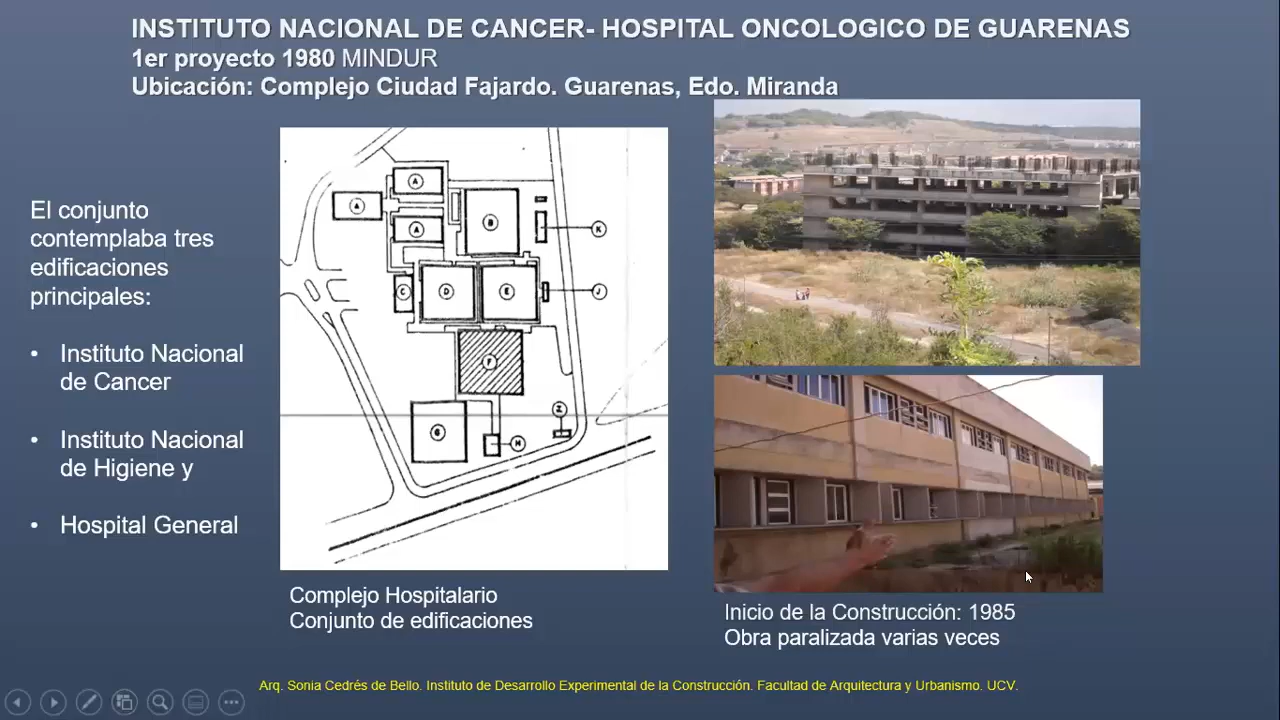 INSTITUTO NACIONAL DE CANCER- HOSPITAL ONCOLOGICO DE GUARENAS
1er proyecto 1980 MINDUR
Ubicación: Complejo Ciudad Fajardo. Guarenas, Edo. Miranda
El conjunto
contemplaba tres
edificaciones
principales:
• Instituto Nacional
de Cancer
• Instituto Nacional
de Higiene y
• Hospital General
A
A
A
B
K
C
D
E
J
F
G
H
Complejo Hospitalario
Conjunto de edificaciones
Inicio de la Construcción: 1985
Obra paralizada varias veces
Arq. Sonia Cedrés de Bello. Instituto de Desarrollo Experimental de la Construcción. Facultad de Arquitectura y Urbanismo. UCV.